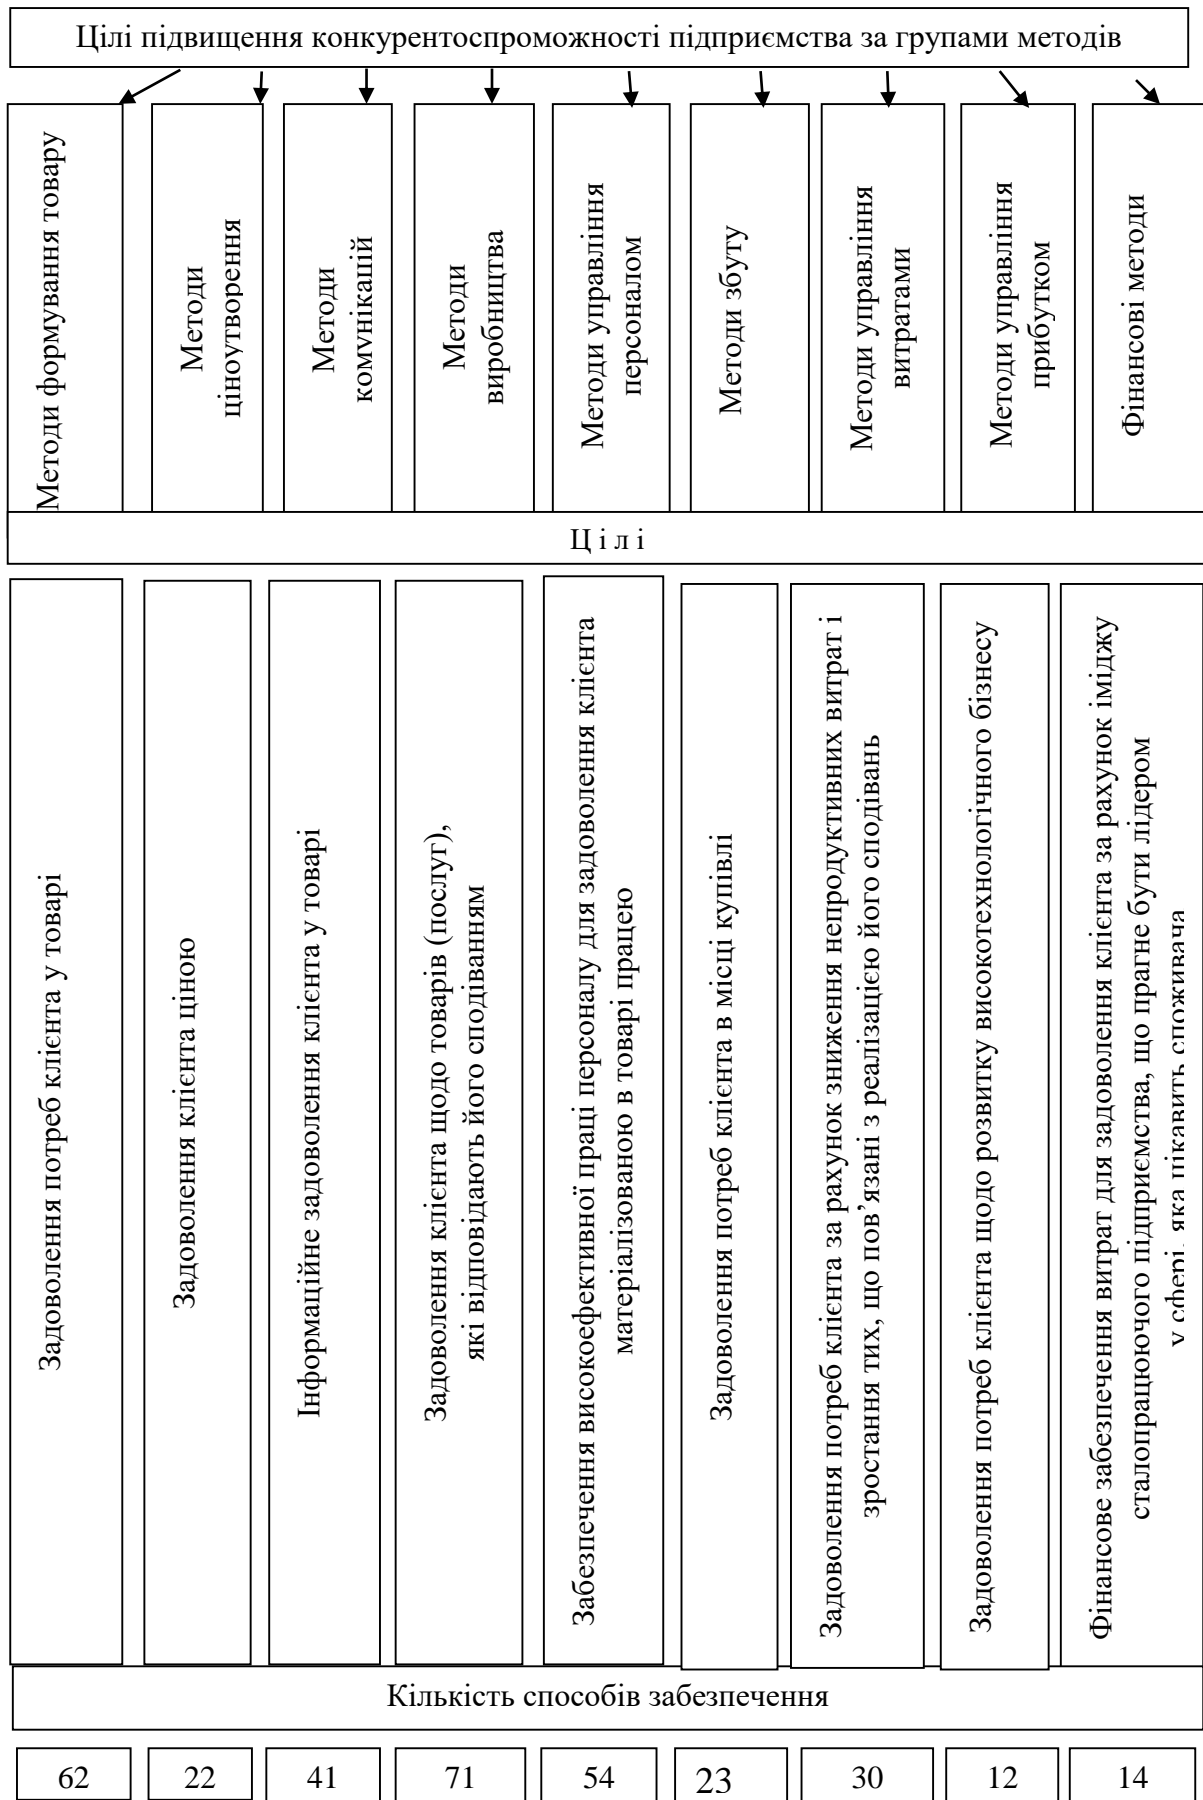 Цілі підвищення конкурентоспроможності підприємства за групами методів
Методи формування товару
Методи
ціноутворення
Методи
комунікацій
Методи
виробництва
Методи управління
персоналом
Методи збуту
Методи управління
витратами
Методи управління
прибутком
Фінансові методи
Ц і л і
Задоволення потреб клієнта у товарі
Задоволення клієнта ціною
Інформаційне задоволення клієнта у товарі
Задоволення клієнта щодо товарів (послуг),
які відповідають його сподіванням
Забезпечення високоефективної праці персоналу для задоволення клієнта
матеріалізованою в товарі працею
Задоволення потреб клієнта в місці купівлі
Задоволення потреб клієнта за рахунок зниження непродуктивних витрат і
зростання тих, що пов’язані з реалізацією його сподівань
Задоволення потреб клієнта щодо розвитку високотехнологічного бізнесу
Фінансове забезпечення витрат для задоволення клієнта за рахунок іміджу
сталопрацюючого підприємства, що прагне бути лідером
у сфері, яка цікавить споживача
Кількість способів забезпечення
62
22
41
71
54
23
30
12
14